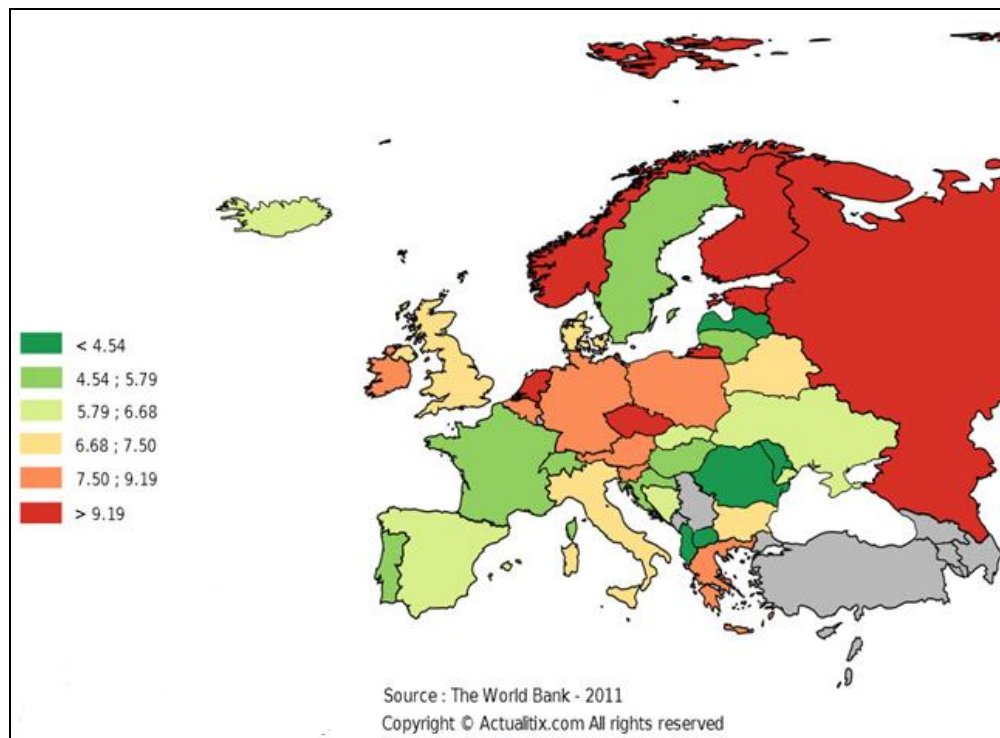 < 4.54
4.54 ; 5.79
5.79 ; 6.68
6.68 ; 7.50
7.50 ; 9.19
> 9.19
Source : The World Bank - 2011
Copyright © Actualitix.com All rights reserved